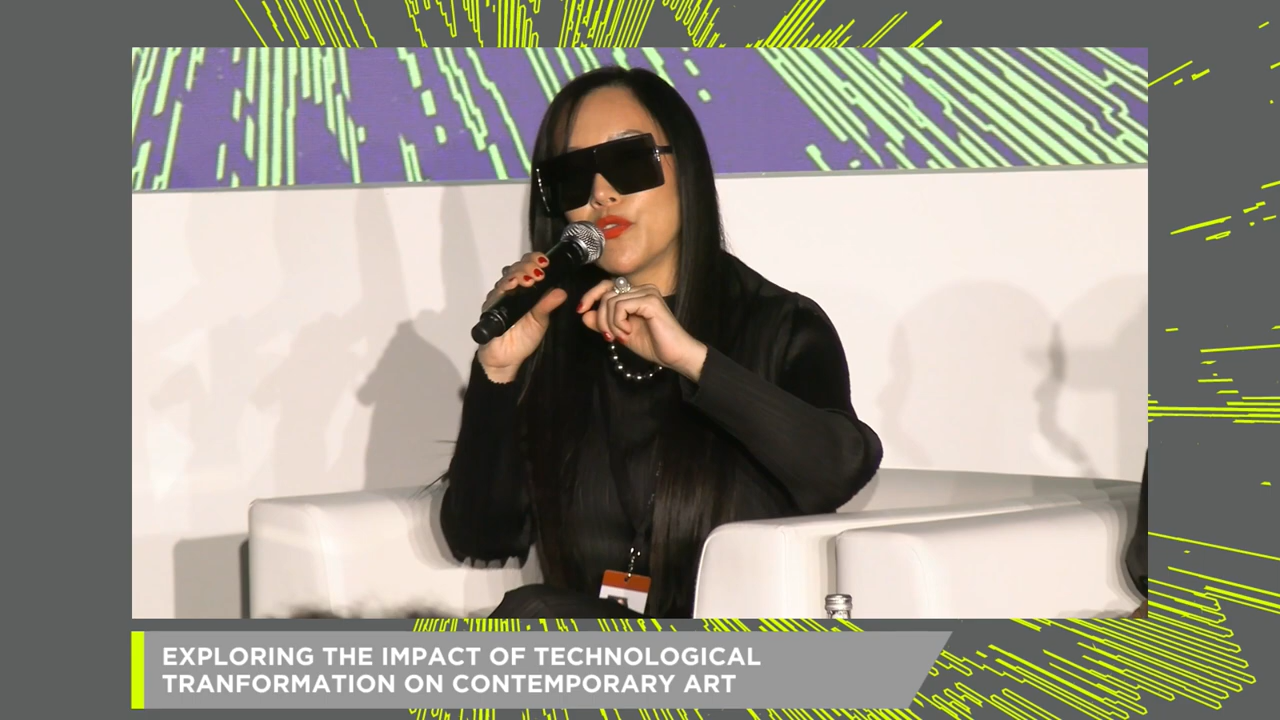 EXPLORING THE IMPACT OF TECHNOLOGICAL
TRANFORMATION ON CONTEMPORARY ART